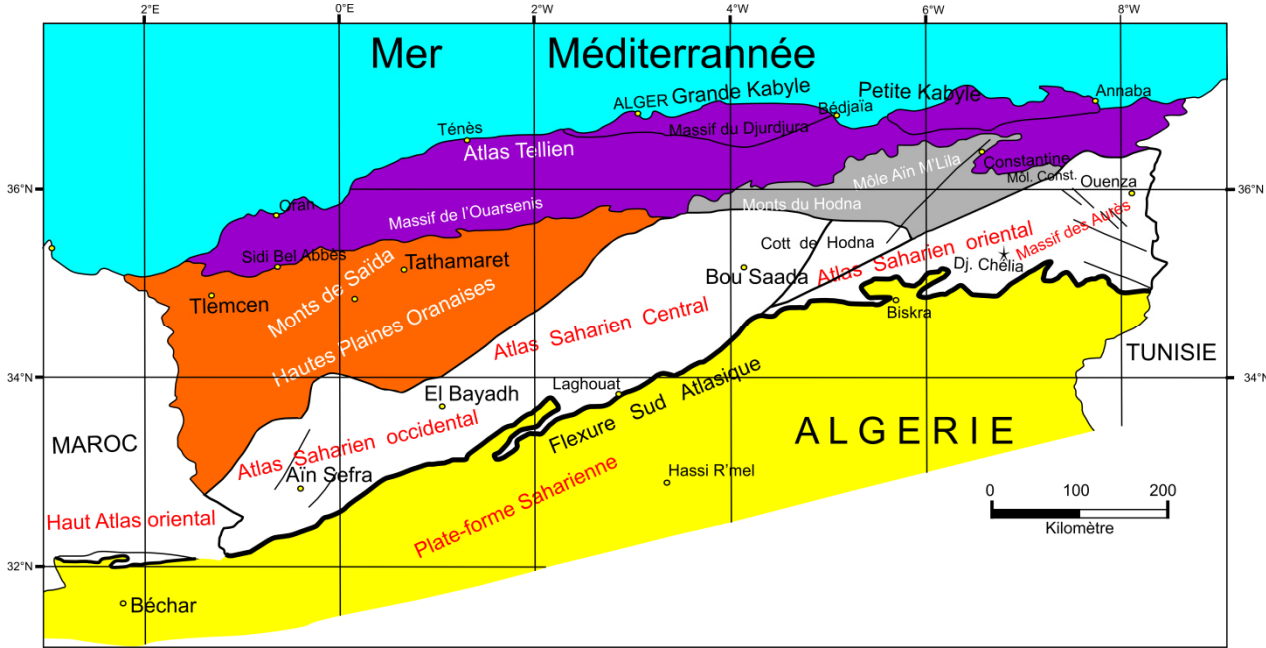 2°E 0°E 2°W 4°W 6°W 8°W
Mer Méditerrannée
ALGER Grande Kabyle
Petite Kabyle
Annaba
Bédjaïa
Ténès
Massif du Djurdjura
Atlas Tellien
Môle Aïn M'Lila
Constantine
Môl. Const.
Ouenza
36°N
36°N
Oran
Massif de l'Ouarsenis
Monts du Hodna
Sidi Bel Abbès
Cott de Hodna
Atlas Saharien oriental
Massif des Aurès
Tathamaret
Monts de Saïda
Bou Saada
Dj. Chélia
Tlemcen
Hautes Plaines Oranaises
Atlas Saharien Central
Biskra
TUNISIE
34°N
34°N
El Bayadh
Laghouat
Flexure Sud Atlasique
ALGERIE
MAROC
Atlas Saharien occidental
Aïn Sefra
Hassi R'mel
Plate-forme Saharienne
0 100 200
Kilomètre
Haut Atlas oriental
32°N
Béchar